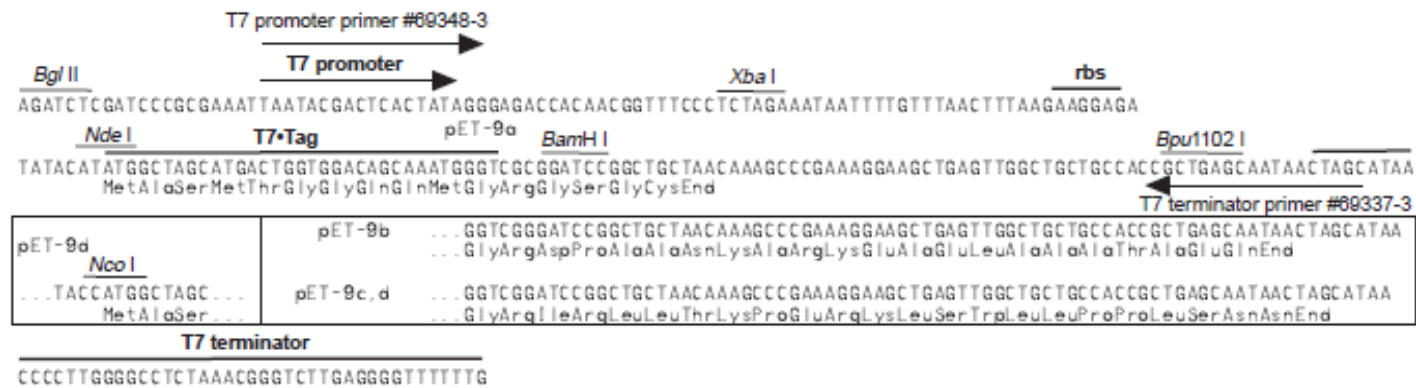 T7 promoter primer #69348-3
Bgl II T7 promoter Xba I rbs
AGATCTCGATCCCGCGAAATTAATACGACTCACTATAGGGAGACCACAACGGTTTCCCTCTAGAAATAATTTTGTTTAACTTTAAGAAGGAGA
Nde I T7•Tag pET-9a BamH I Bpu1102 I
TATACATATGGCTAGCATGACTGGTGGACAGCAAATGGGTCGCGGATCCGGCTGCTAACAAAGCCCGAAAGGAAGCTGAGTTGGCTGCTGCCACCGCTGAGCAATAACTAGCATAA
MetAlaSerMetThrGlyGlyGlnGlnMetGlyArgGlySerGlyCysEnd
T7 terminator primer #69337-3
pET-9d
Nco I
...TACCATGGCTAGC...
MetAlaSer...
pET-9b ...GGTCGGGATCCGGCTGCTAACAAAGCCCGAAAGGAAGCTGAGTTGGCTGCTGCCACCGCTGAGCAATAACTAGCATAA
...GlyArgAspProAlaAlaAsnLysAlaArgLysGluAlaGluLeuAlaAlaAlaThrAlaGluGlnEnd
pET-9c,d ...GGTCGGATCCGGCTGCTAACAAAGCCCGAAAGGAAGCTGAGTTGGCTGCTGCCACCGCTGAGCAATAACTAGCATAA
...GlyArgIleArgLeuLeuThrLysProGluArgLysLeuSerTrpLeuLeuProProLeuSerAsnAsnEnd
T7 terminator
CCCCTTGGGGCCTCTAAACGGGTCTTGAGGGGTTTTTTG